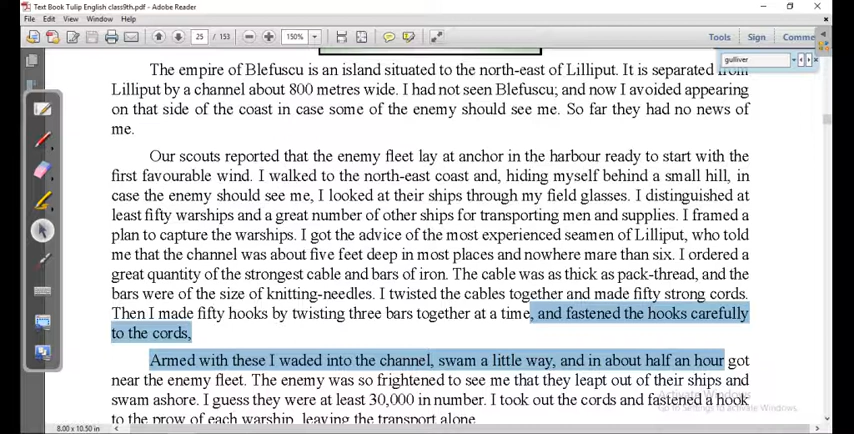 Text Book Tulip English class9th.pdf - Adobe Reader
File Edit View Window Help
25 / 153 150% Tools Sign Comme
gulliver
The empire of Blefuscu is an island situated to the north-east of Lilliput. It is separated from
Lilliput by a channel about 800 metres wide. I had not seen Blefuscu; and now I avoided appearing
on that side of the coast in case some of the enemy should see me. So far they had no news of
me.
Our scouts reported that the enemy fleet lay at anchor in the harbour ready to start with the
first favourable wind. I walked to the north-east coast and, hiding myself behind a small hill, in
case the enemy should see me, I looked at their ships through my field glasses. I distinguished at
least fifty warships and a great number of other ships for transporting men and supplies. I framed a
plan to capture the warships. I got the advice of the most experienced seamen of Lilliput, who told
me that the channel was about five feet deep in most places and nowhere mare than six. I ordered a
great quantity of the strongest cable and bars of iron. The cable was as thick as pack-thread, and the
bars were of the size of knitting-needles. I twisted the cables together and made fifty strong cords.
Then I made fifty hooks by twisting three bars together at a time, and fastened the hooks carefully
to the cords,
Armed with these I waded into the channel, swam a little way, and in about half an hour got
near the enemy fleet. The enemy was so frightened to see me that they leapt out of their ships and
swam ashore. I guess they were at least 30,000 in number. I took out the cords and fastened a hook
to the prow of each warship, leaving the transport alone.
Activate Windows
Go to Settings to activate Windows.
8.00 x 10.50 in